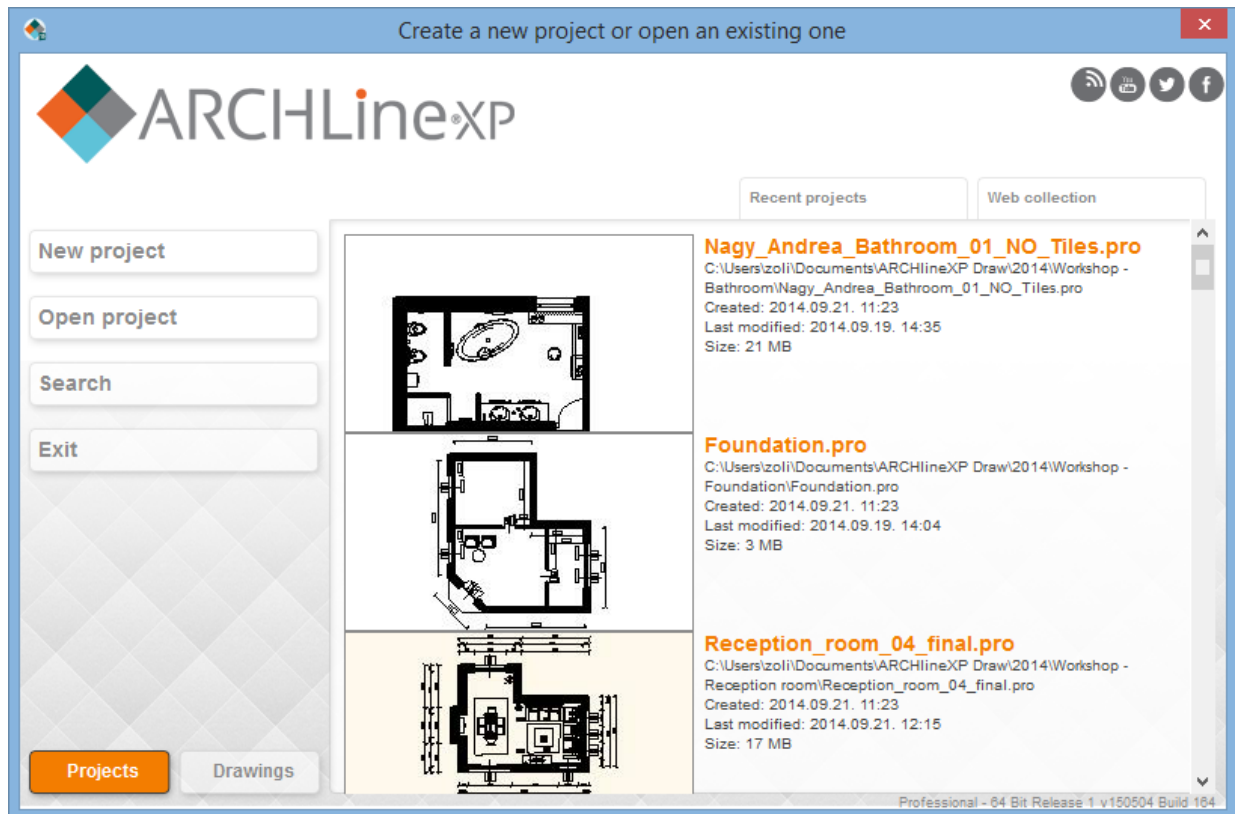 Create a new project or open an existing one
ARCHLine®XP
You Tube
Recent projects
Web collection
New project
Open project
Search
Exit
Nagy_Andrea_Bathroom_01_NO_Tiles.pro
C:\Users\zoli\Documents\ARCHlineXP Draw\2014\Workshop -
Bathroom\Nagy_Andrea_Bathroom_01_NO_Tiles.pro
Created: 2014.09.21. 11:23
Last modified: 2014.09.19. 14:35
Size: 21 MB
Foundation.pro
C:\Users\zoli\Documents\ARCHlineXP Draw\2014\Workshop -
Foundation\Foundation.pro
Created: 2014.09.21. 11:23
Last modified: 2014.09.19. 14:04
Size: 3 MB
Reception_room_04_final.pro
C:\Users\zoli\Documents\ARCHlineXP Draw\2014\Workshop -
Reception room\Reception_room_04_final.pro
Created: 2014.09.21. 11:23
Last modified: 2014.09.21. 12:15
Size: 17 MB
Projects
Drawings
Professional - 64 Bit Release 1 v150504 Build 164